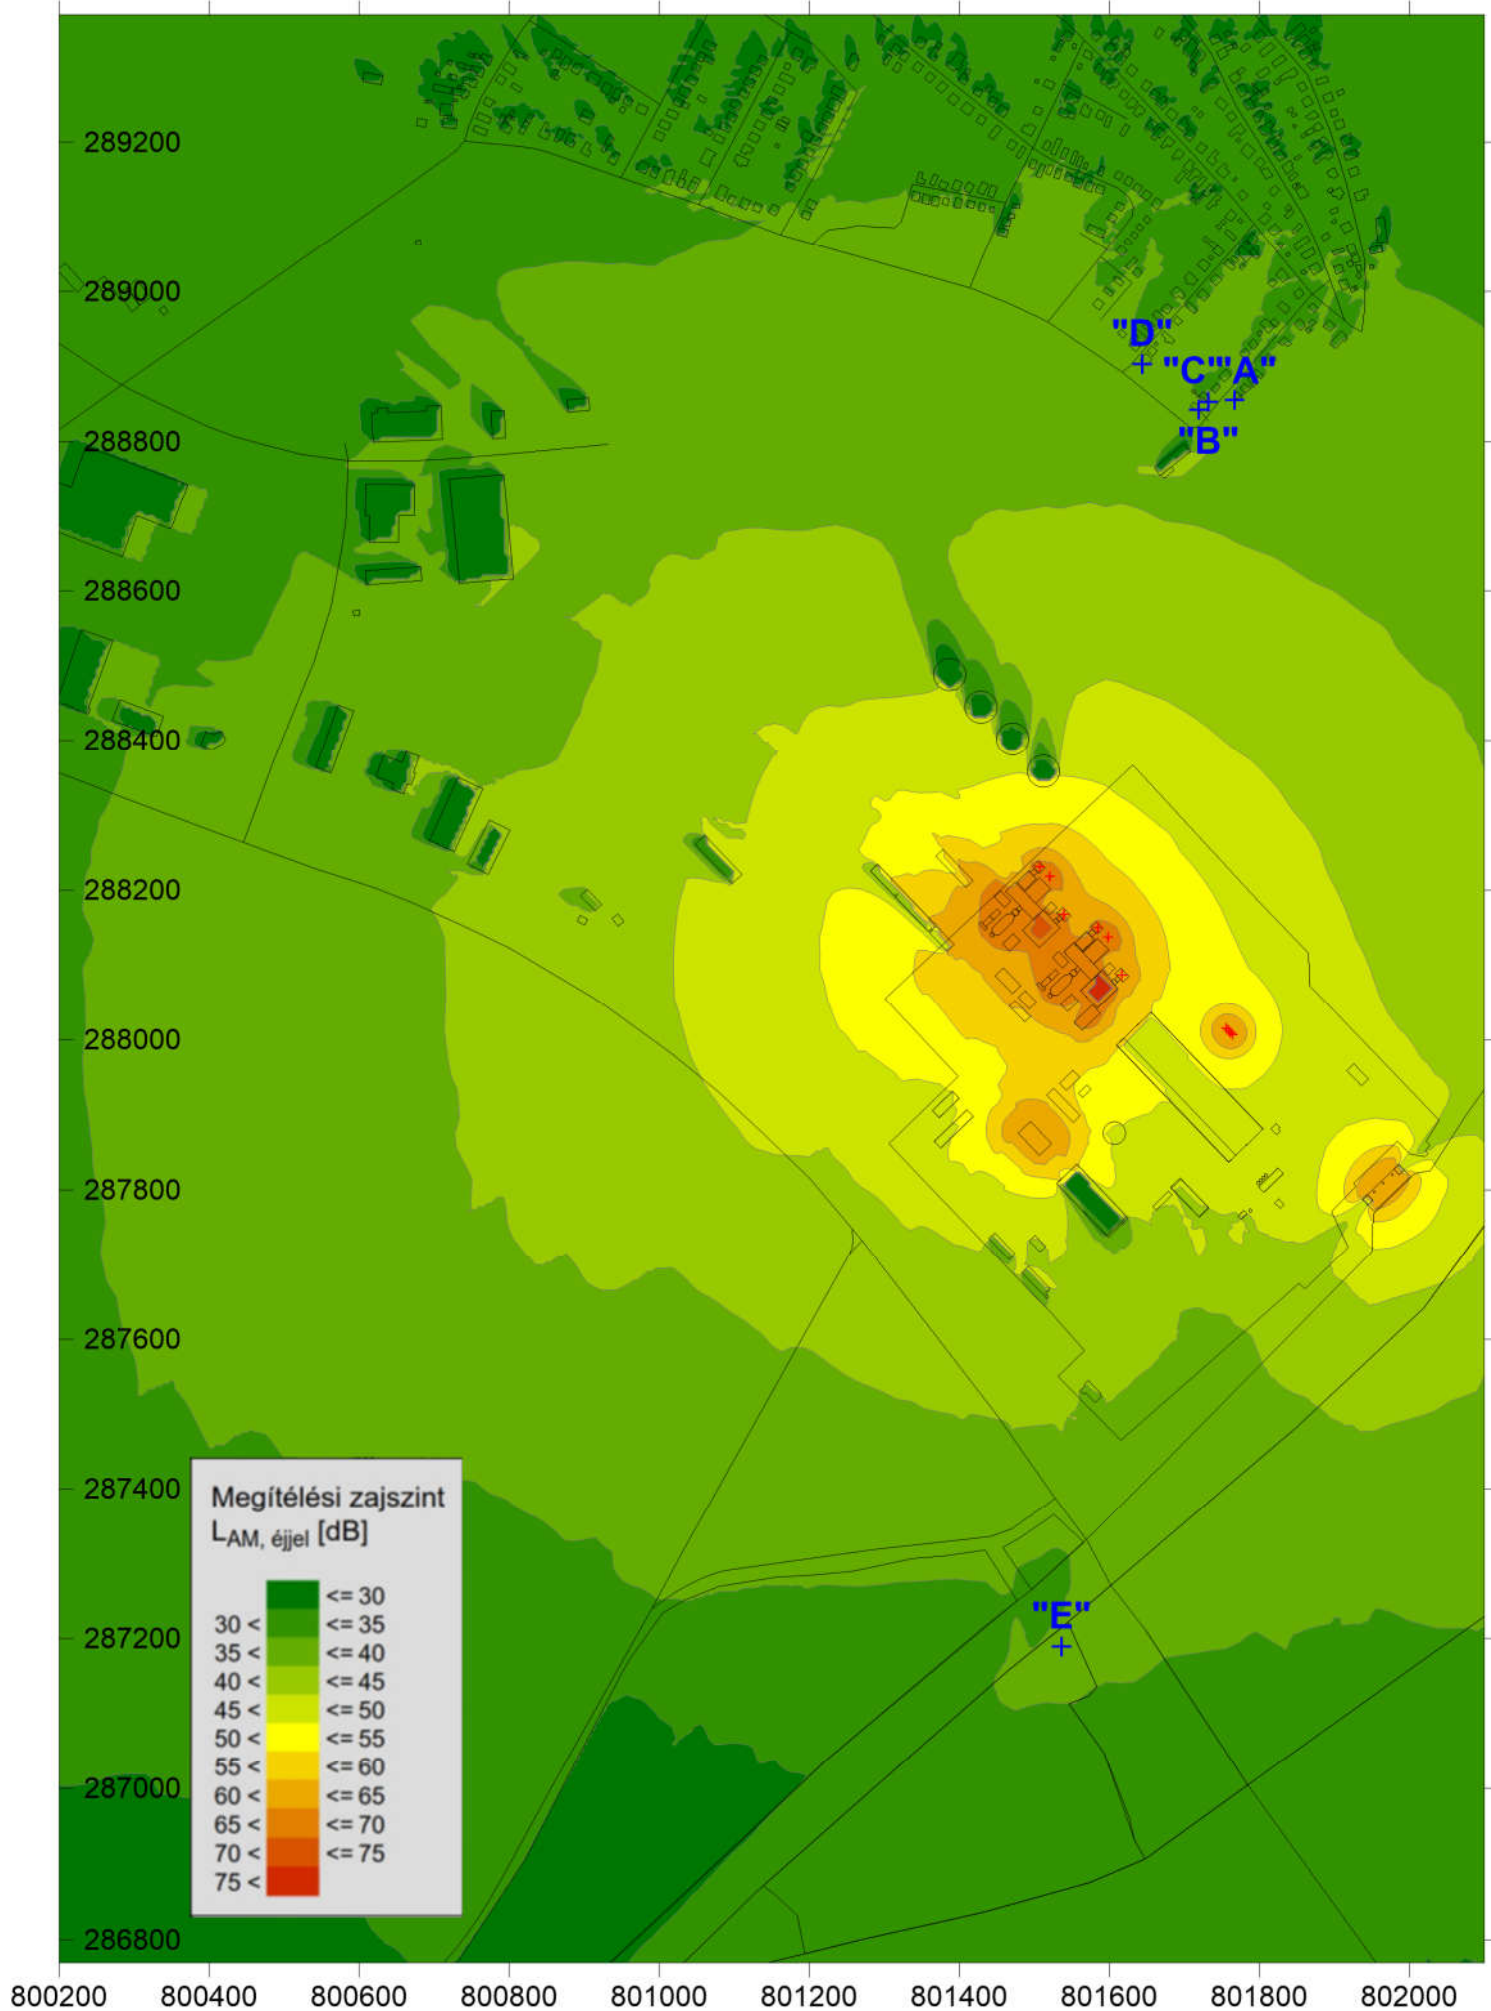 289200
289000
"D"
"C""A"
288800
"B"
288600
288400
288200
288000
287800
287600
287400
Megítélési zajszint
LAM, éjjel [dB]
<= 30
30 < <= 35
35 < <= 40
40 < <= 45
45 < <= 50
50 < <= 55
55 < <= 60
60 < <= 65
65 < <= 70
70 < <= 75
75 <
"E"
287200
287000
286800
800200 800400 800600 800800 801000 801200 801400 801600 801800 802000